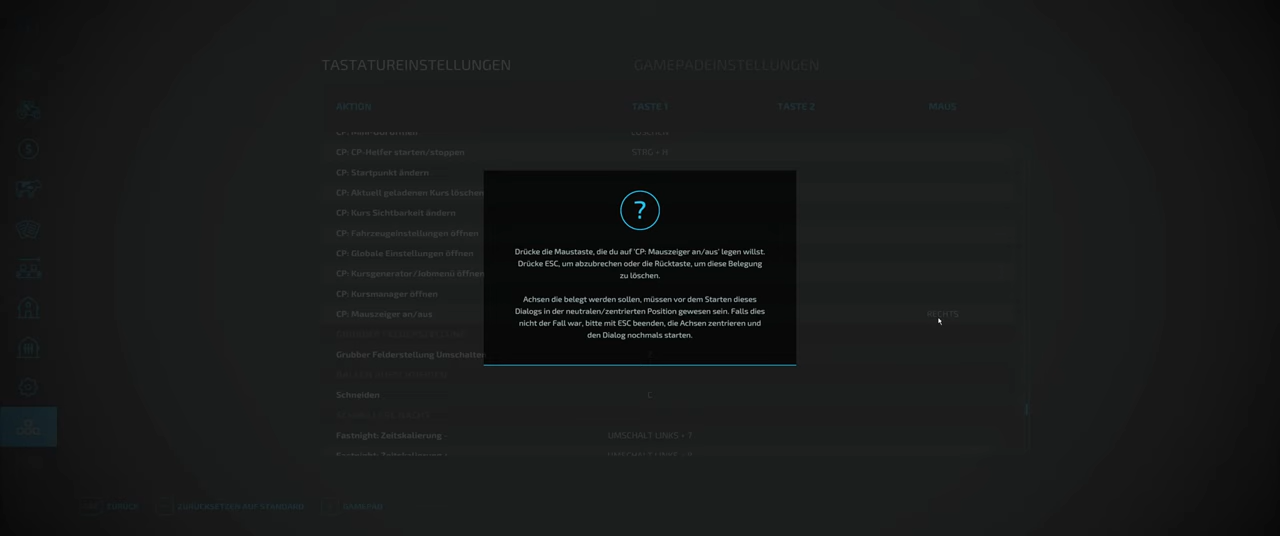 TASTATUREINSTELLUNGEN
GAMEPADEINSTELLUNGEN
AKTION TASTE 1 TASTE 2 MAUS
CP: CP-Helfer starten/stoppen STRG + H
CP: Startpunkt ändern
CP: Aktuell geladenen Kurs löschen
CP: Kurs Sichtbarkeit ändern
CP: Fahrzeugeinstellungen öffnen
CP: Globale Einstellungen öffnen
CP: Kursgenerator/Jobmenü öffnen
CP: Kursmanager öffnen
CP: Mauszeiger an/aus RECHTS
Grubber Felderstellung Umschalten
Schneiden
Fastnight: Zeitskalierung - UMSCHALT LINKS + 7
?
Drücke die Maustaste, die du auf 'CP: Mauszeiger an/aus' legen willst.
Drücke ESC, um abzubrechen oder die Rücktaste, um diese Belegung
zu löschen.
Achsen die belegt werden sollen, müssen vor dem Starten dieses
Dialogs in der neutralen/zentrierten Position gewesen sein. Falls dies
nicht der Fall war, bitte mit ESC beenden, die Achsen zentrieren und
den Dialog nochmals starten.
ZURÜCK ZURÜCKSETZEN AUF STANDARD GAMEPAD